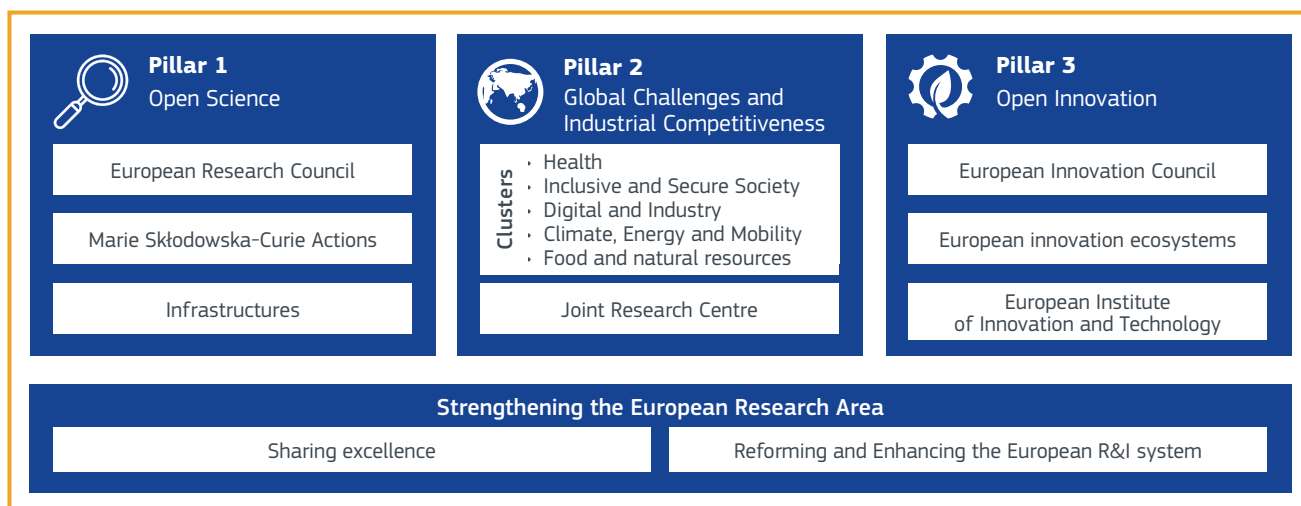 Pillar 1
Open Science
European Research Council
Marie Skłodowska-Curie Actions
Infrastructures
Pillar 2
Global Challenges and
Industrial Competitiveness
Clusters
· Health
· Inclusive and Secure Society
· Digital and Industry
· Climate, Energy and Mobility
· Food and natural resources
Joint Research Centre
Pillar 3
Open Innovation
European Innovation Council
European innovation ecosystems
European Institute
of Innovation and Technology
Strengthening the European Research Area
Sharing excellence
Reforming and Enhancing the European R&I system